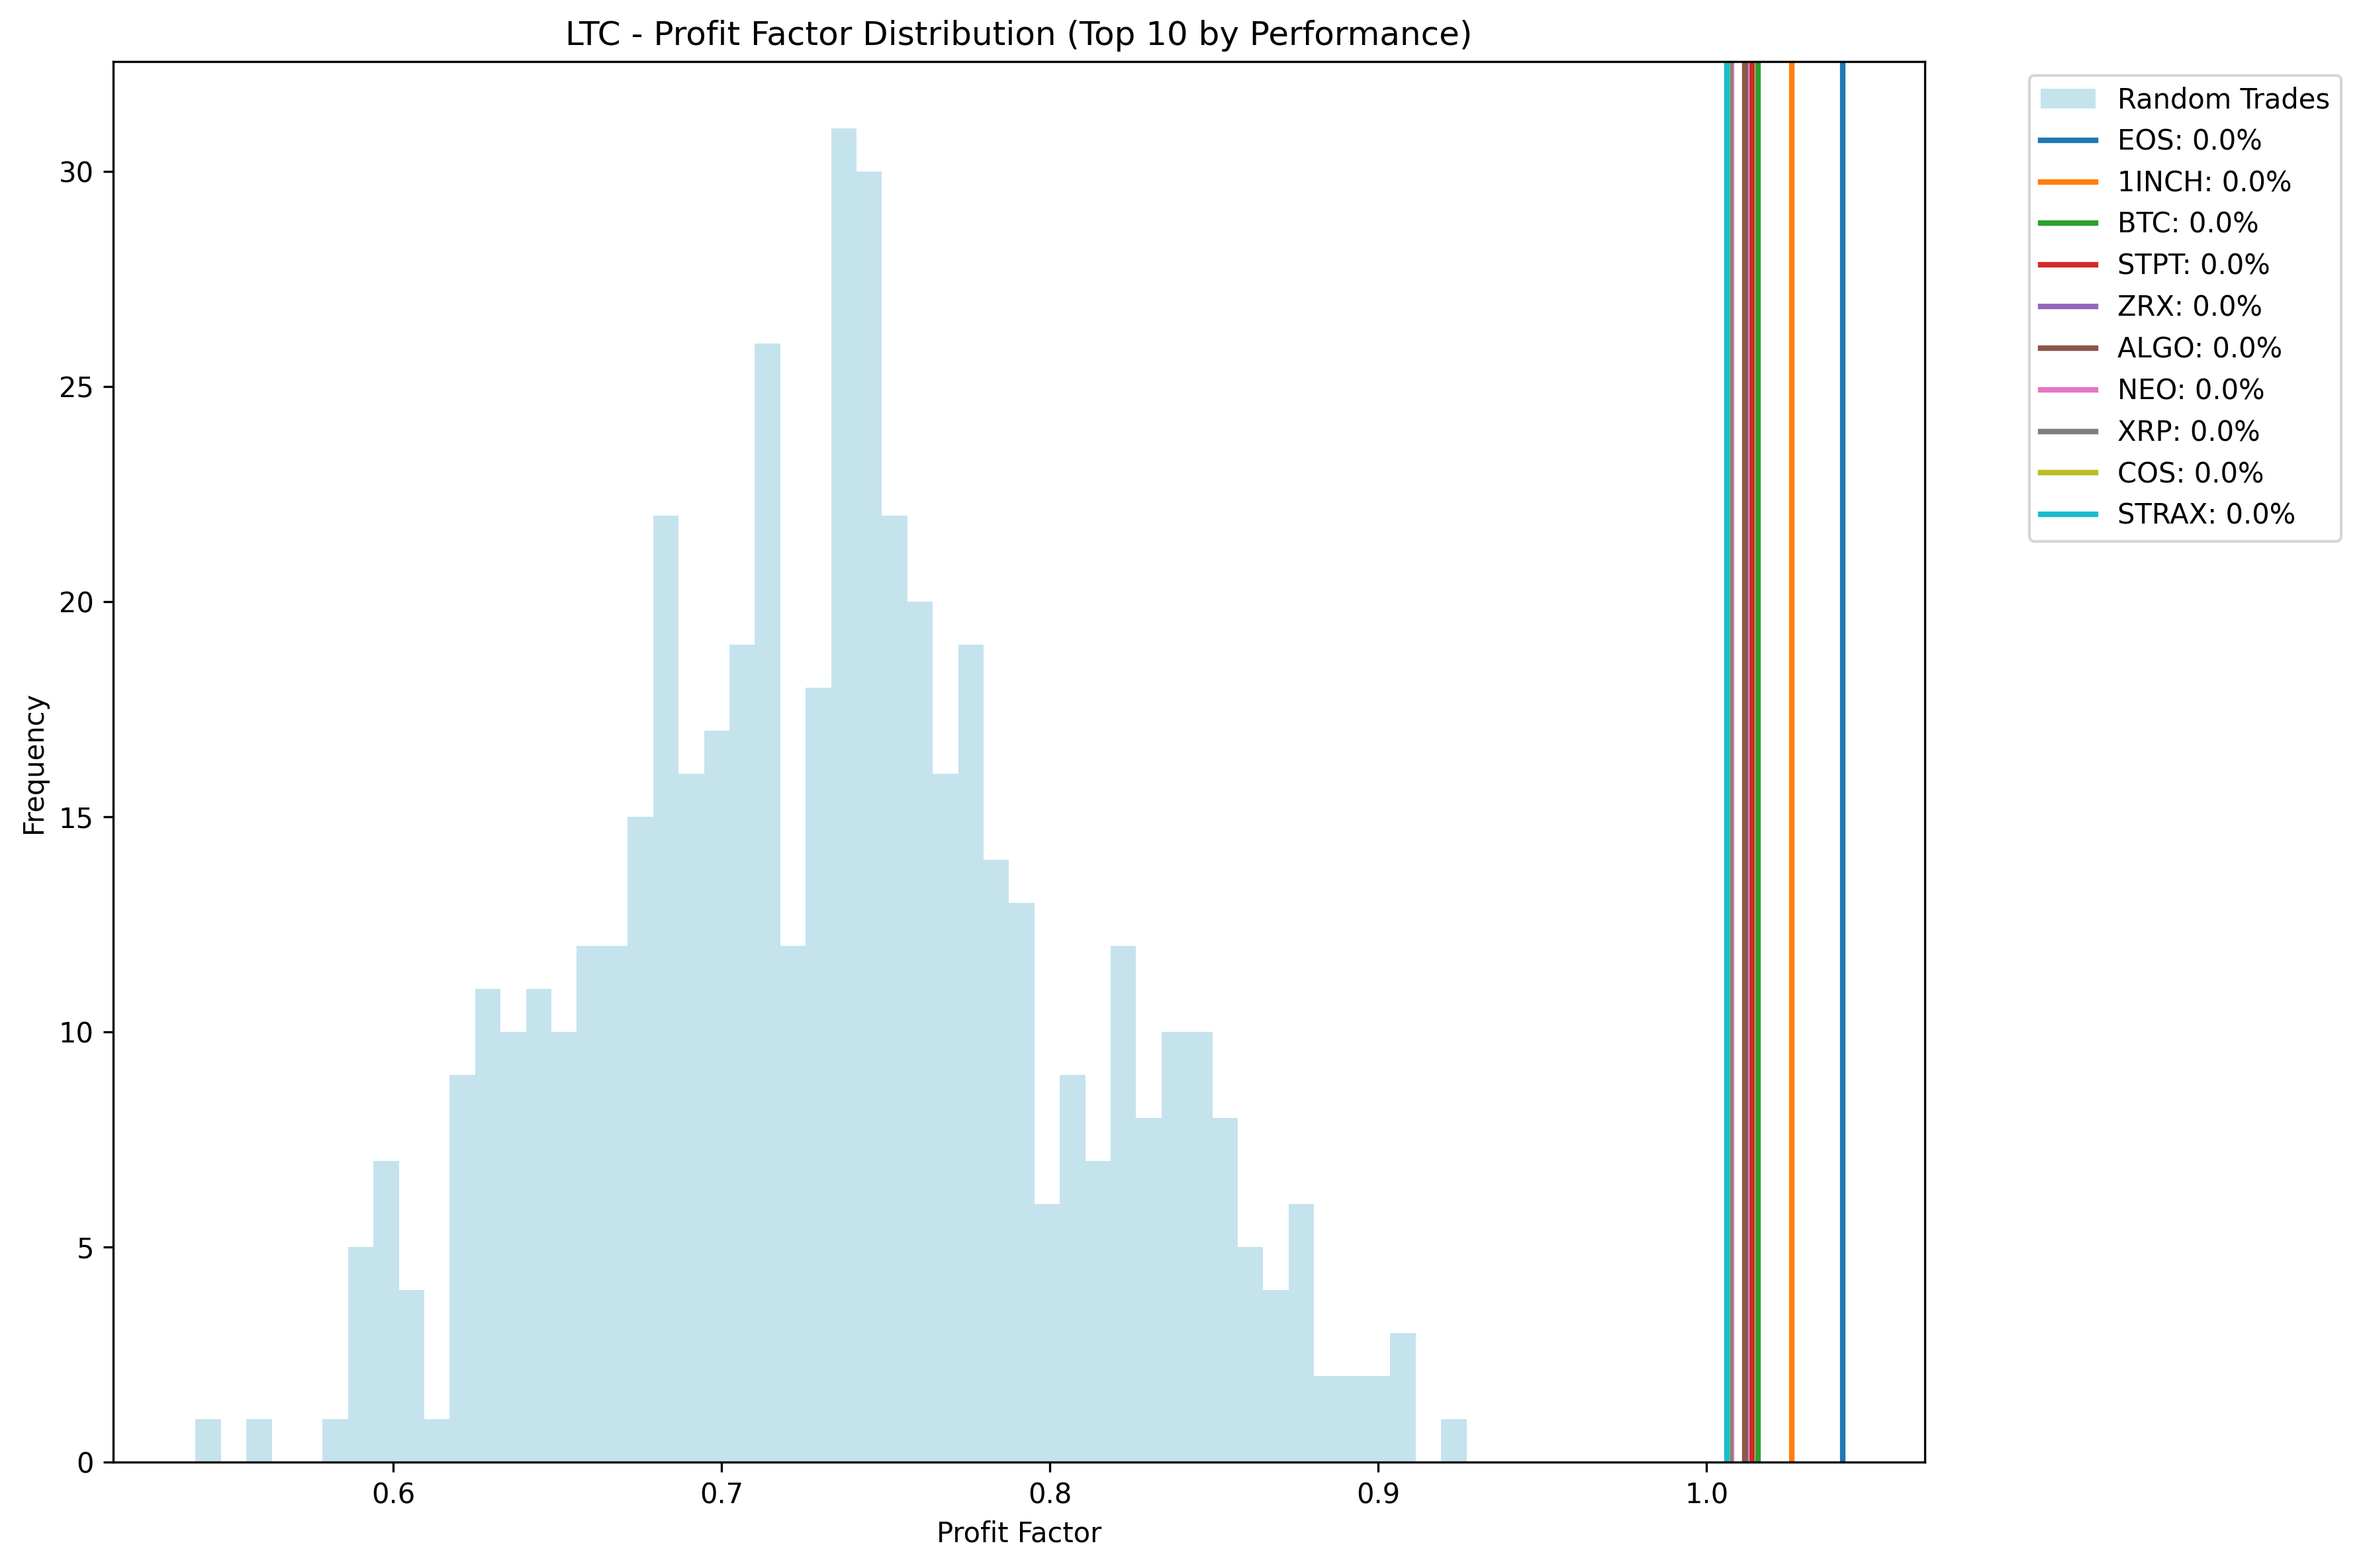 LTC - Profit Factor Distribution (Top 10 by Performance)
Random Trades
EOS: 0.0%
1INCH: 0.0%
BTC: 0.0%
STPT: 0.0%
ZRX: 0.0%
ALGO: 0.0%
NEO: 0.0%
XRP: 0.0%
COS: 0.0%
STRAX: 0.0%
Frequency
30
25
20
15
10
5
0
0.6
0.7
0.8
0.9
1.0
Profit Factor